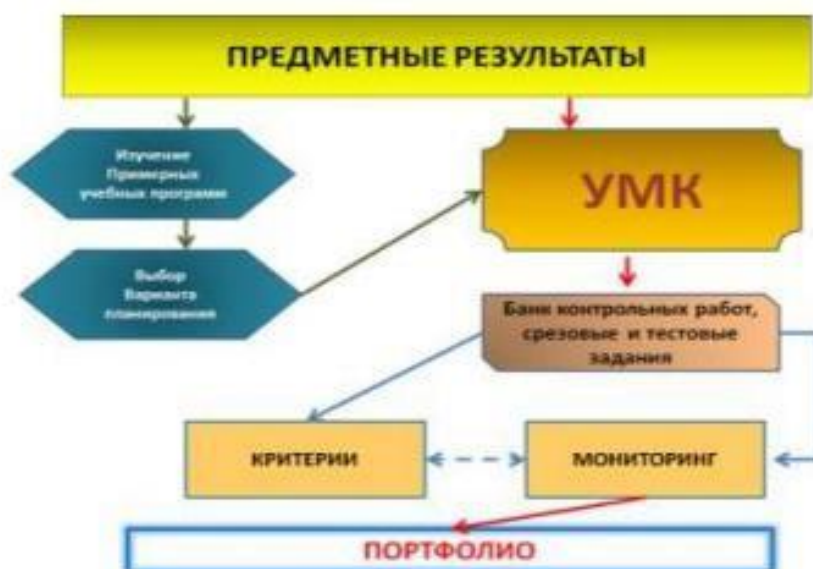 ПРЕДМЕТНЫЕ РЕЗУЛЬТАТЫ
Изучение
Примерных
учебных программ
УМК
Выбор
Варианта
планирования
Банк контрольных работ,
срезовые и тестовые
задания
КРИТЕРИИ
МОНИТОРИНГ
ПОРТФОЛИО